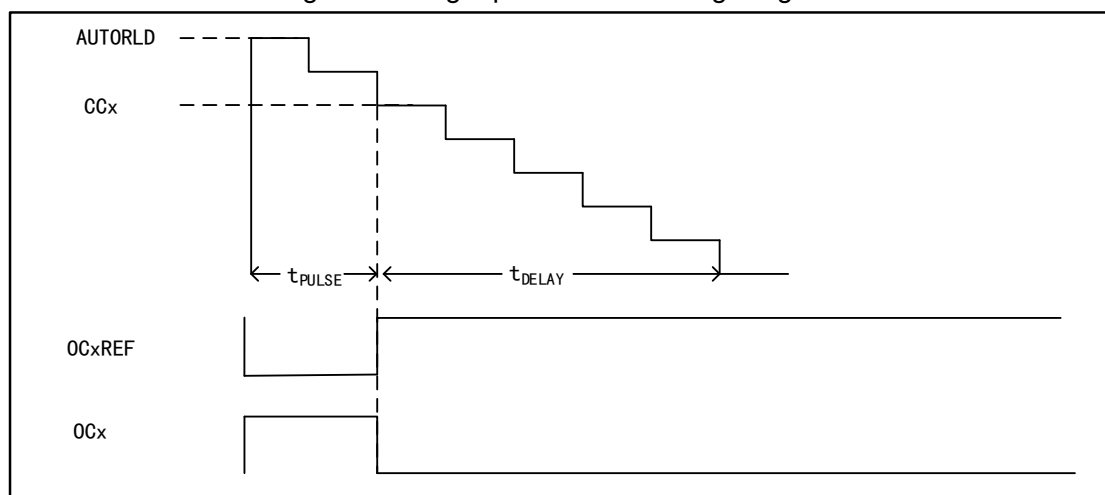 AUTORLD
CCx
tPULSE
tDELAY
OCxREF
OCx